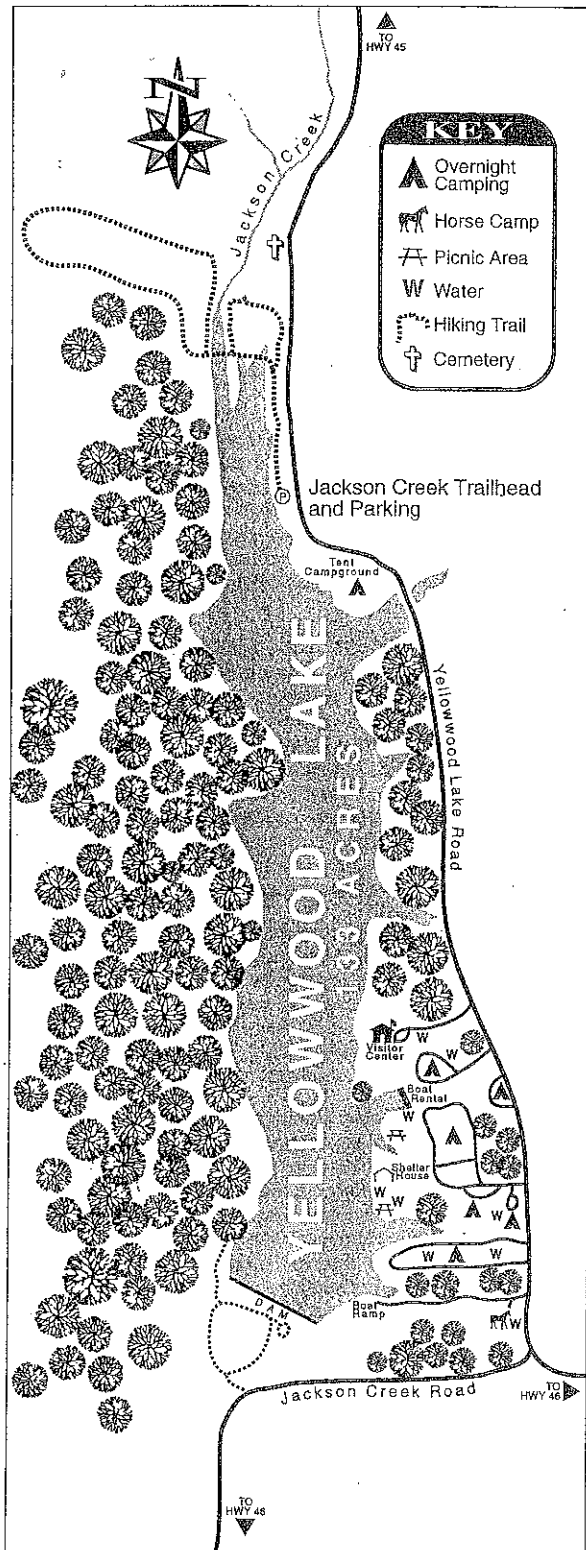 TO
HWY 45
N
KEY
Overnight
Camping
Horse Camp
Picnic Area
W Water
Hiking Trail
Cemetery
Jackson Creek
P
Jackson Creek Trailhead
and Parking
Tent
Campground
Yellowwood Lake Road
YELLOWWOOD LAKE
133 ACRES
W
Visitor
Center
W
Boat
Rental
W
Shelter
House
W
W
W
W
W
Boat
Ramp
W
DAM
Jackson Creek Road
TO
HWY 46
TO
HWY 46